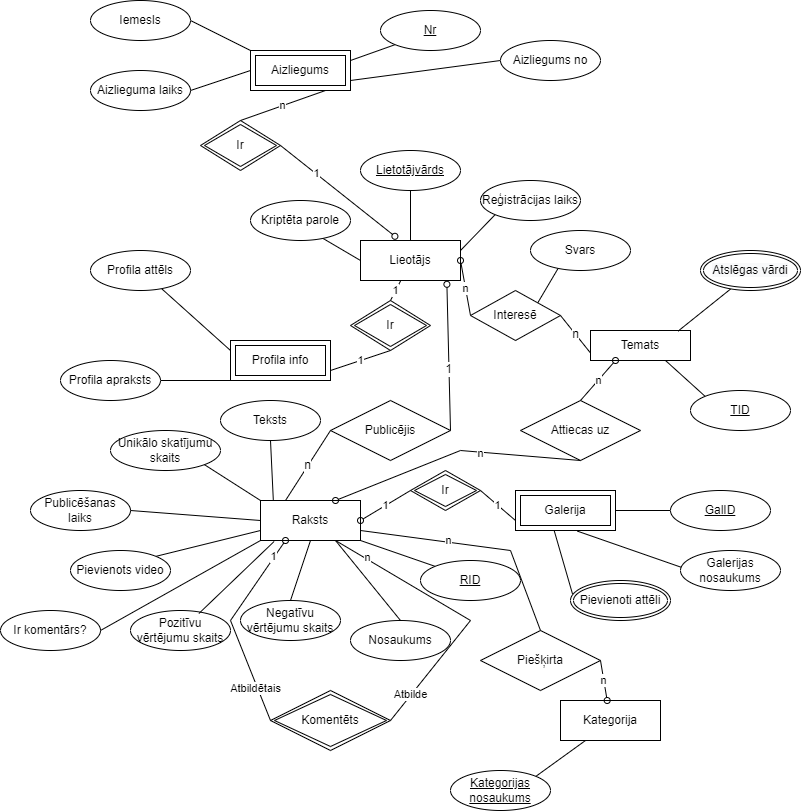 Iemesls
Nr
Aizliegums
Aizliegums no
Aizlieguma laiks
n
Ir
1
Lietotājvārds
Kriptēta parole
Reģistrācijas laiks
Svars
Lieotājs
Profila attēls
Atslēgas vārdi
1
n
Interesē
Ir
n
Temats
Profila info
1
1
Profila apraksts
n
TID
Teksts
Publicējis
Attiecas uz
Unikālo skatījumu
skaits
n
n
Ir
Publicēšanas
laiks
1
1
Galerija
GalID
Raksts
n
1
n
Pievienots video
RID
Galerijas
nosaukums
Pievienoti attēli
Ir komentārs?
Pozitīvu
vērtējumu skaits
Negatīvu
vērtējumu skaits
Nosaukums
Piešķirta
Atbildētais
Atbilde
n
Komentēts
Kategorija
Kategorijas
nosaukums